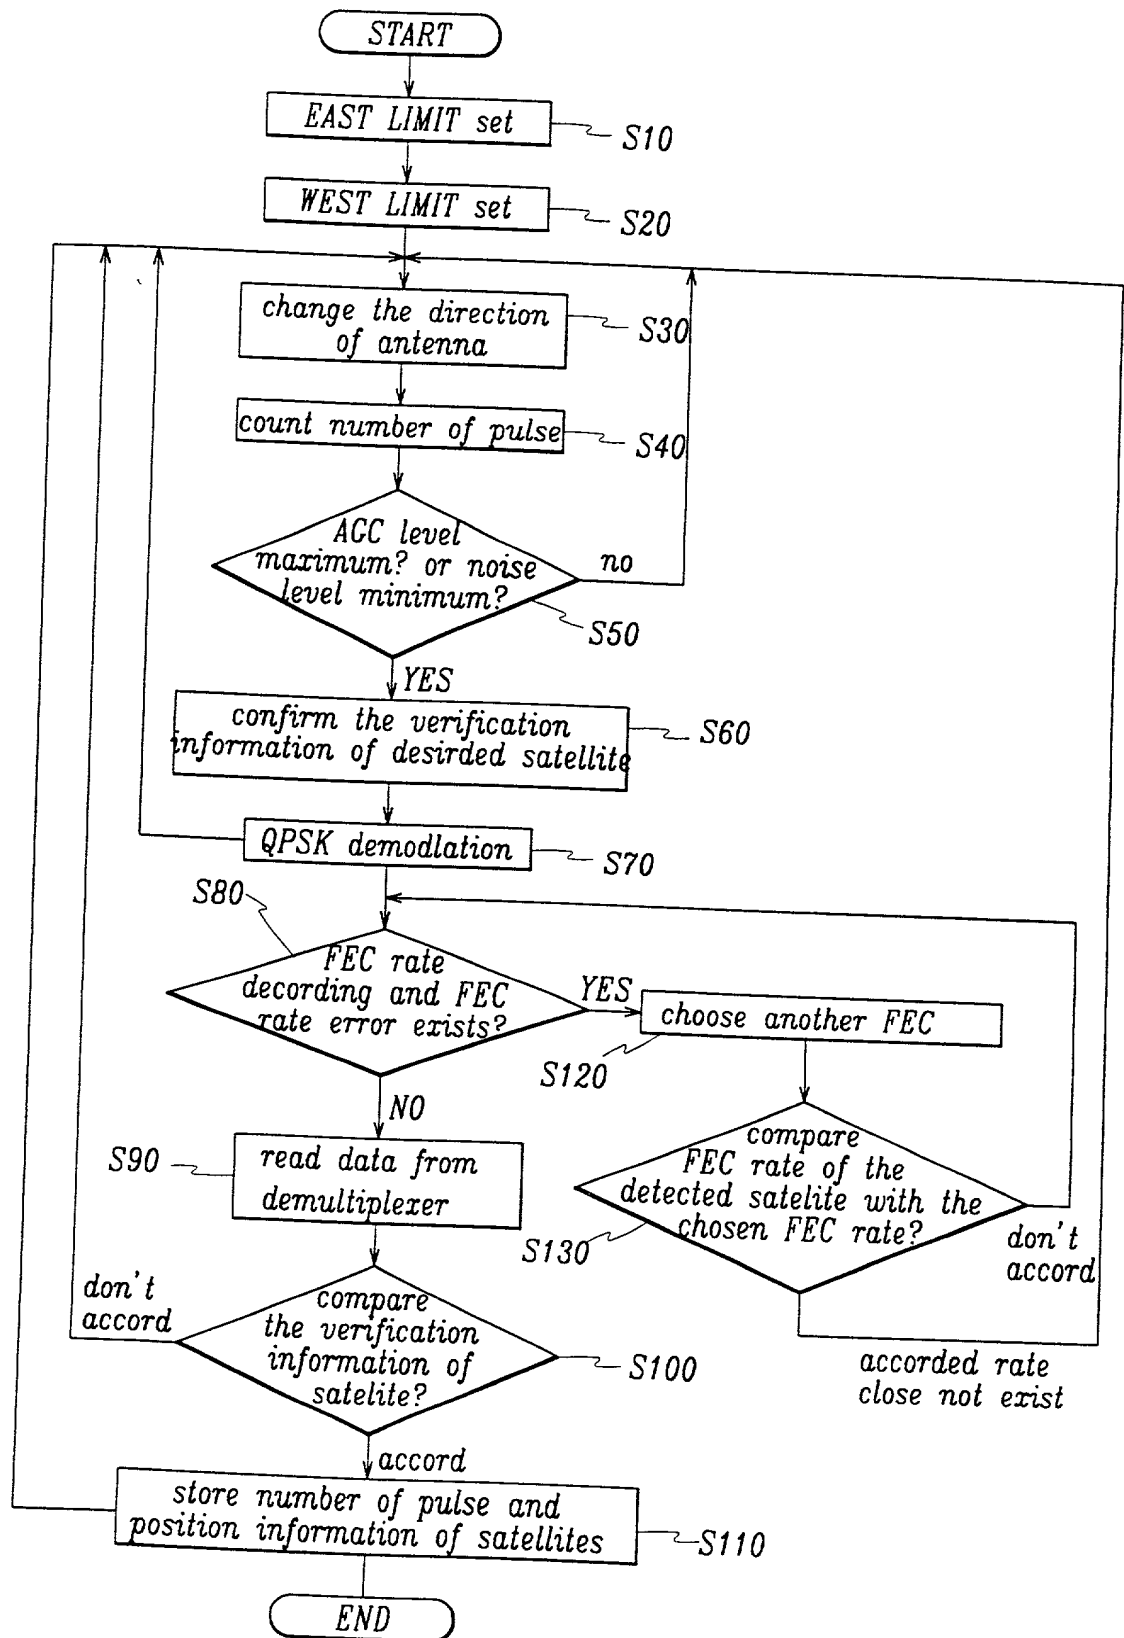 START
EAST LIMIT set
S10
WEST LIMIT set
S20
change the direction
of antenna
S30
count number of pulse
S40
AGC level
maximum? or noise
level minimum?
no
S50
YES
confirm the verification
information of desirded satellite
S60
QPSK demodlation
S70
S80
FEC rate
decording and FEC
rate error exists?
YES
choose another FEC
S120
NO
S90
read data from
demultiplexer
compare
FEC rate of the
detected satelite with the
chosen FEC rate?
S130
don't
accord
don't
accord
compare
the verification
information of
satelite?
S100
accorded rate
close not exist
accord
store number of pulse and
position information of satellites
S110
END